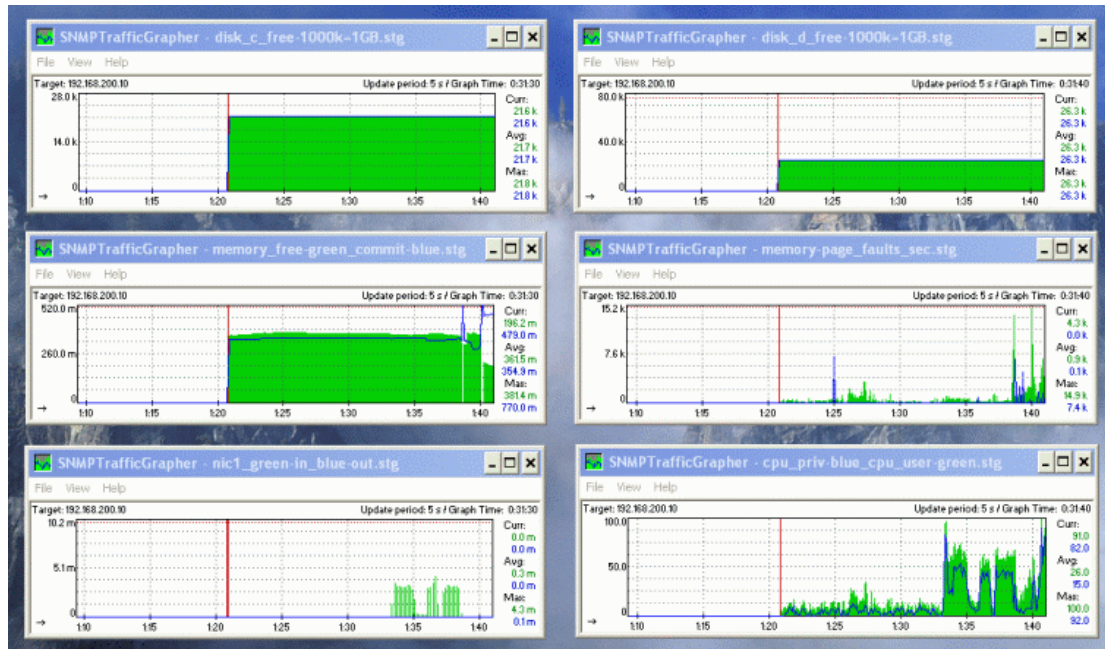 SNMPTrafficGrapher - disk_c_free-1000k=1GB.stg
File View Help
Target: 192.168.200.10 Update period: 5 s / Graph Time: 0:31:30
28.0 k
14.0 k
0
1:10 1:15 1:20 1:25 1:30 1:35 1:40
Curr:
21.6 k
21.6 k
Avg:
21.7 k
21.7 k
Max:
21.8 k
21.8 k
SNMPTrafficGrapher - disk_d_free-1000k=1GB.stg
File View Help
Target: 192.168.200.10 Update period: 5 s / Graph Time: 0:31:40
80.0 k
40.0 k
0
1:10 1:15 1:20 1:25 1:30 1:35 1:40
Curr:
26.3 k
26.3 k
Avg:
26.3 k
26.3 k
Max:
26.3 k
26.3 k
SNMPTrafficGrapher - memory_free-green_commit-blue.stg
File View Help
Target: 192.168.200.10 Update period: 5 s / Graph Time: 0:31:30
520.0 m
260.0 m
0
1:10 1:15 1:20 1:25 1:30 1:35 1:40
Curr:
196.2 m
479.0 m
Avg:
361.5 m
354.9 m
Max:
381.4 m
770.0 m
SNMPTrafficGrapher - memory-page_faults_sec.stg
File View Help
Target: 192.168.200.10 Update period: 5 s / Graph Time: 0:31:40
15.2 k
7.6 k
0
1:10 1:15 1:20 1:25 1:30 1:35 1:40
Curr:
4.3 k
0.0 k
Avg:
0.9 k
0.1 k
Max:
14.9 k
7.4 k
SNMPTrafficGrapher - nic1_green-in_blue-out.stg
File View Help
Target: 192.168.200.10 Update period: 5 s / Graph Time: 0:31:30
10.2 m
5.1 m
0
1:10 1:15 1:20 1:25 1:30 1:35 1:40
Curr:
0.0 m
0.0 m
Avg:
0.3 m
0.0 m
Max:
4.3 m
0.1 m
SNMPTrafficGrapher - cpu_priv-blue_cpu_user-green.stg
File View Help
Target: 192.168.200.10 Update period: 5 s / Graph Time: 0:31:40
100.0
50.0
0
1:10 1:15 1:20 1:25 1:30 1:35 1:40
Curr:
91.0
82.0
Avg:
26.0
15.0
Max:
100.0
92.0